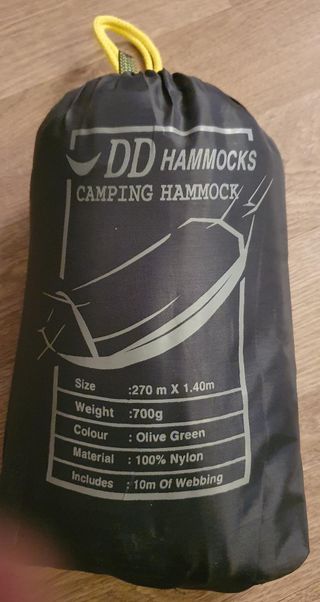 DD HAMMOCKS
CAMPING HAMMOCK
Size :270 m X 1.40m
Weight :700g
Colour : Olive Green
Material : 100% Nylon
Includes : 10m Of Webbing